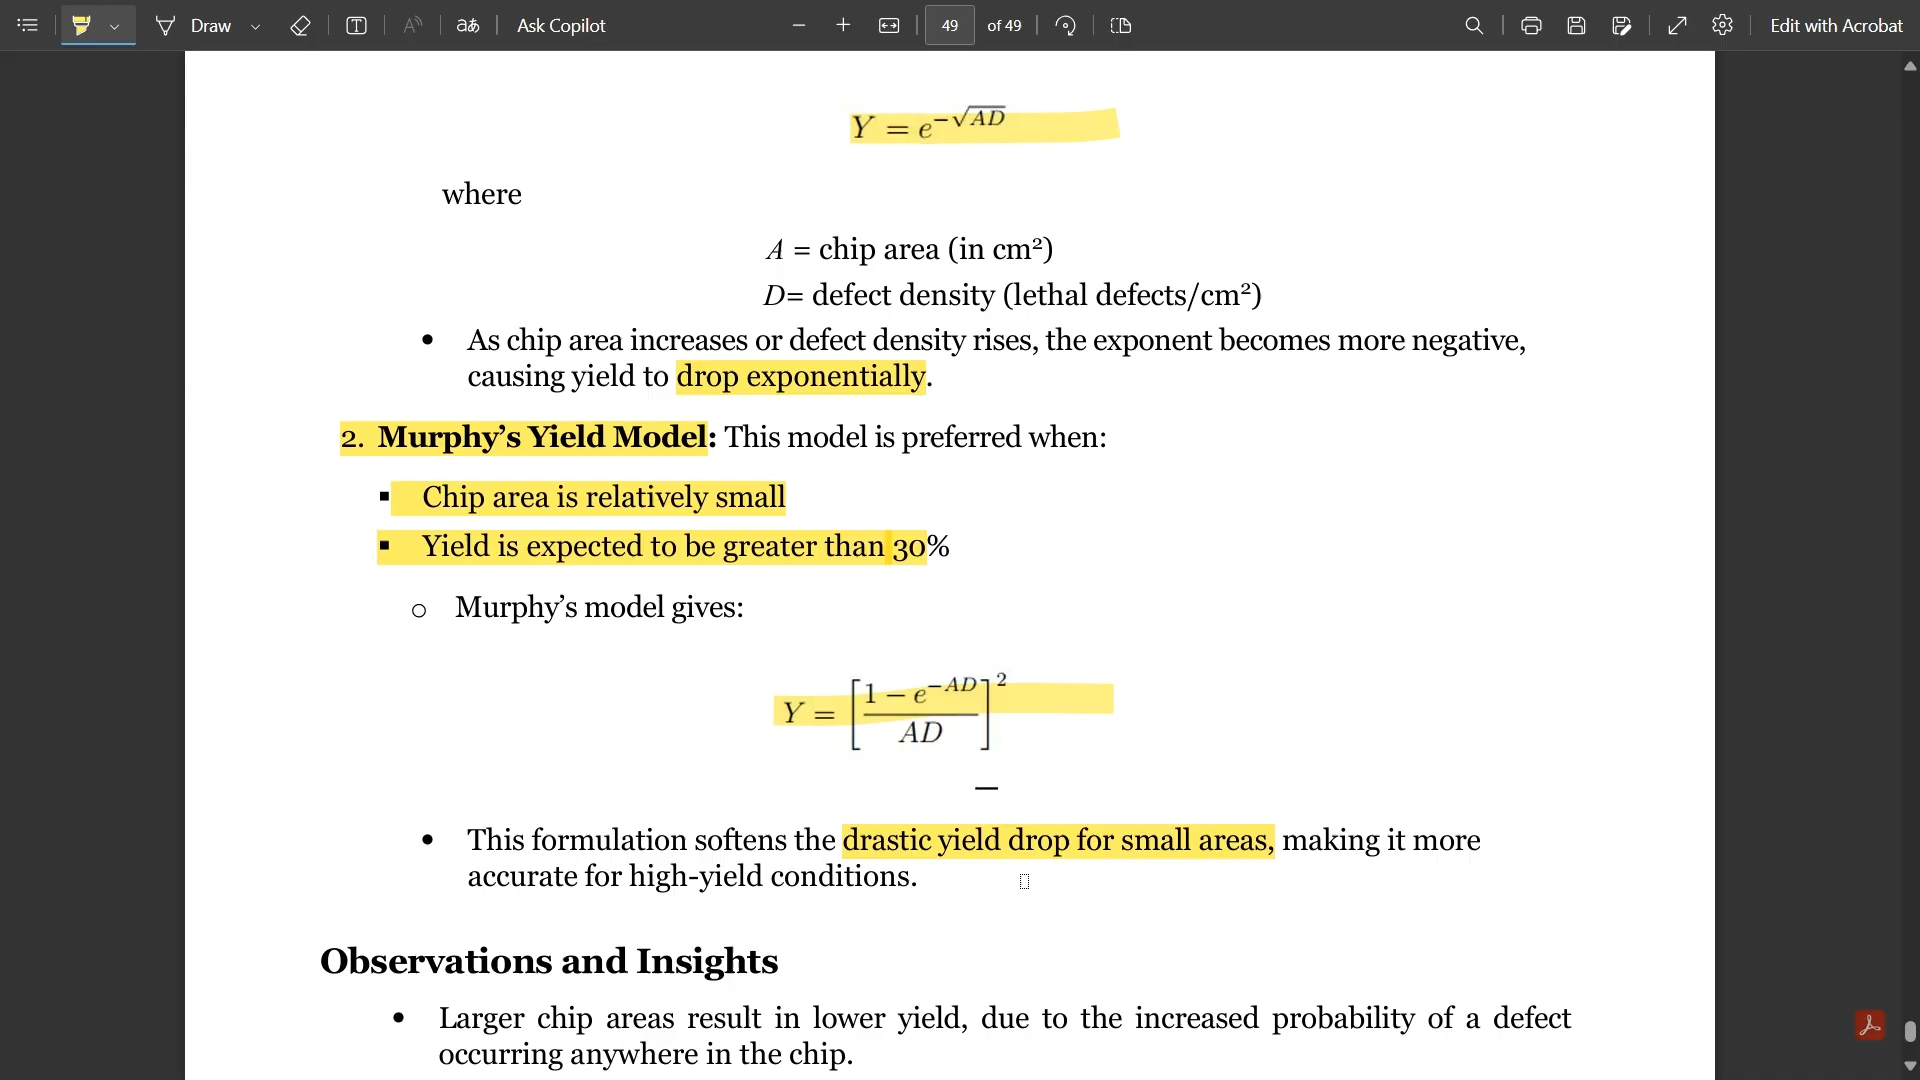 Draw
Ask Copilot
49 of 49
Edit with Acrobat
Y = e^{-√AD}
where
A = chip area (in cm²)
D= defect density (lethal defects/cm²)
• As chip area increases or defect density rises, the exponent becomes more negative,
causing yield to drop exponentially.
2. Murphy’s Yield Model: This model is preferred when:
▪ Chip area is relatively small
▪ Yield is expected to be greater than 30%
o Murphy’s model gives:
Y = [(1 − e^{−AD}) / AD]²
• This formulation softens the drastic yield drop for small areas, making it more
accurate for high-yield conditions.
Observations and Insights
• Larger chip areas result in lower yield, due to the increased probability of a defect
occurring anywhere in the chip.